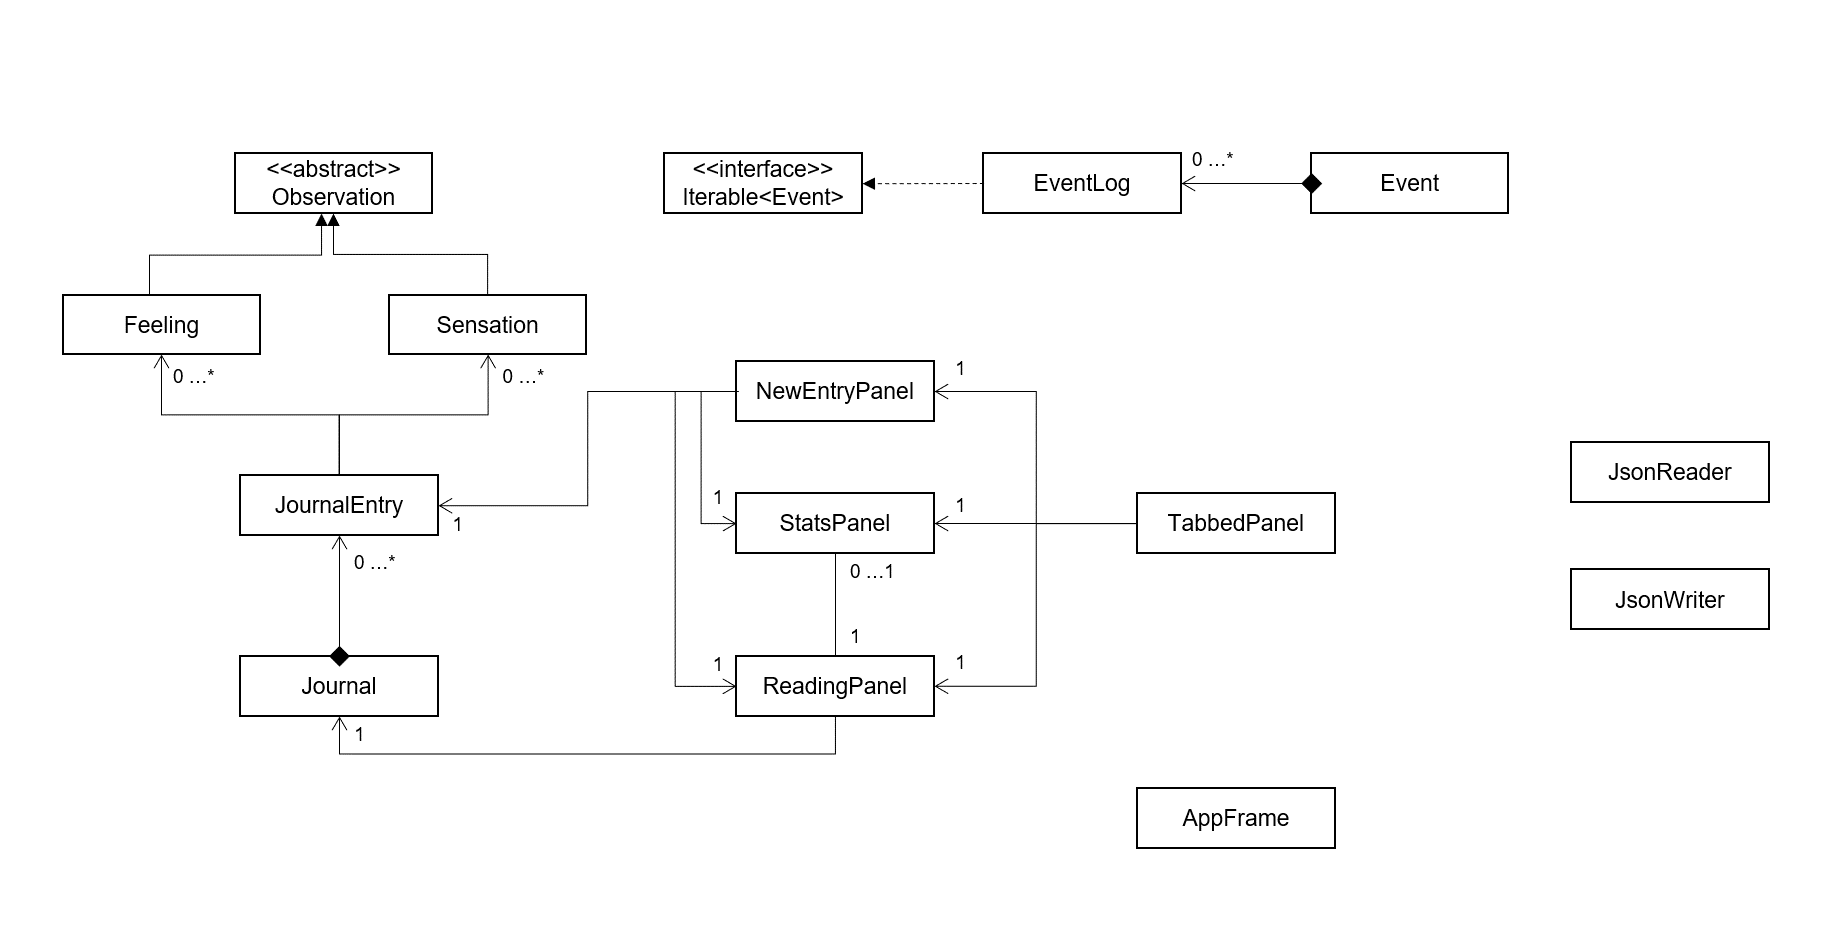 <<abstract>>
Observation
<<interface>>
Iterable<Event>
EventLog
0 ...*
Event
Feeling
Sensation
0 ...*
0 ...*
NewEntryPanel
1
JournalEntry
1
0 ...*
1
StatsPanel
1
TabbedPanel
0 ...1
1
JsonReader
JsonWriter
Journal
1
1
ReadingPanel
1
AppFrame